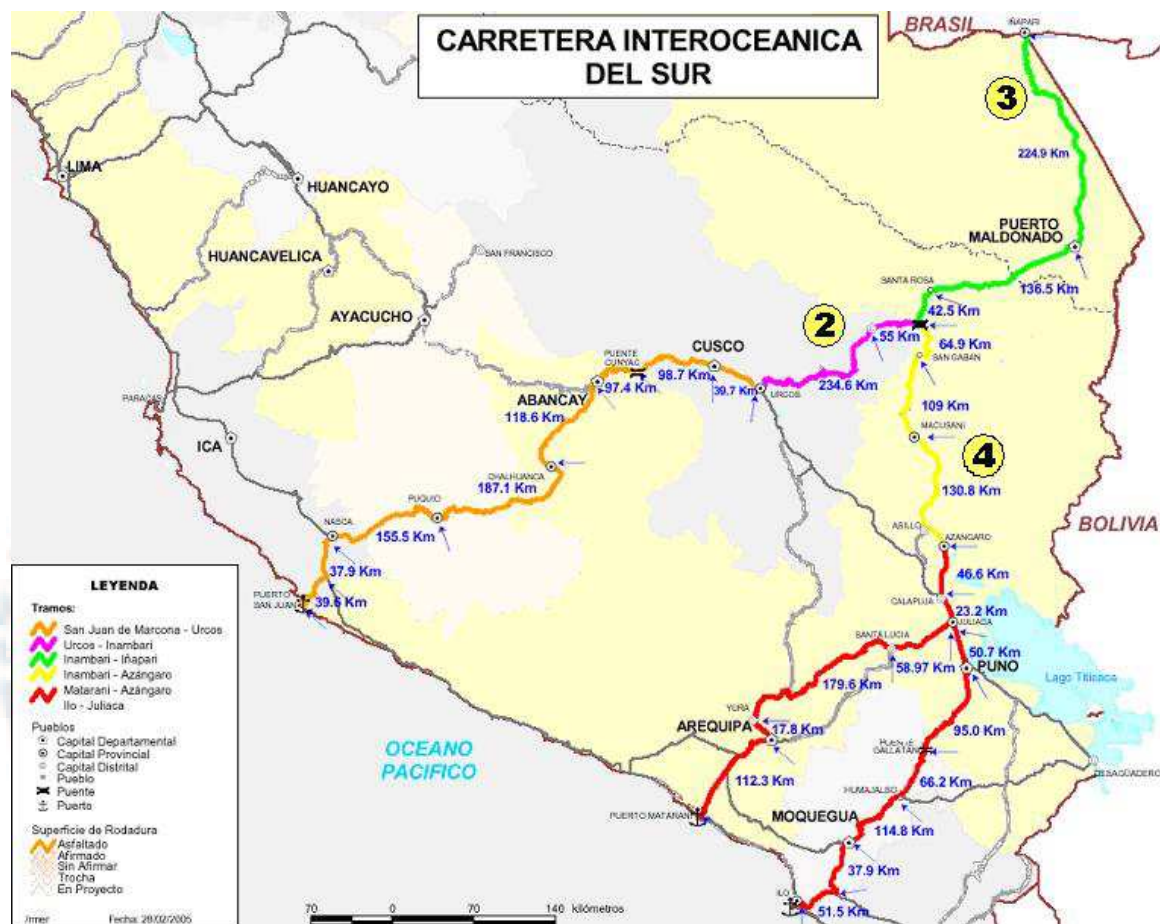 CARRETERA INTEROCEANICA
DEL SUR
BRASIL
IÑAPARI
3
224.9 Km
LIMA
HUANCAYO
PUERTO
MALDONADO
HUANCAVELICA
SAN FRANCISCO
SANTA ROSA
136.5 Km
42.5 Km
AYACUCHO
2
55 Km
64.9 Km
CUSCO
PUENTE
CUNYAC
SAN GABAN
98.7 Km
97.4 Km
39.7 Km
234.6 Km
URCOS
ABANCAY
PARACAS
118.6 Km
109 Km
MACUSANI
ICA
4
CHALHUANCA
187.1 Km
130.8 Km
PUQUIO
155.5 Km
NASCA
ASILLO
AZANGARO
BOLIVIA
37.9 Km
46.6 Km
PUERTO
SAN JUAN
39.6 Km
CALAPUJA
23.2 Km
JULIACA
SANTA LUCIA
50.7 Km
58.97 Km
PUNO
179.6 Km
Lago Titicaca
YURA
AREQUIPA
17.8 Km
95.0 Km
OCEANO
PACIFICO
PUENTE
GALLATANI
DESAGUADERO
112.3 Km
66.2 Km
HUMAJALSO
PUERTO MATARANI
MOQUEGUA
114.8 Km
37.9 Km
ILO
51.5 Km
LEYENDA
Tramos:
San Juan de Marcona - Urcos
Urcos - Inambari
Inambari - Iñapari
Inambari - Azángaro
Matarani - Azángaro
Ilo - Juliaca
Pueblos
Capital Departamental
Capital Provincial
Capital Distrital
Pueblo
Puente
Puerto
Superficie de Rodadura
Asfaltado
Afirmado
Sin Afirmar
Trocha
En Proyecto
/rmer Fecha: 28/02/2005
70 0 70 140 kilómetros